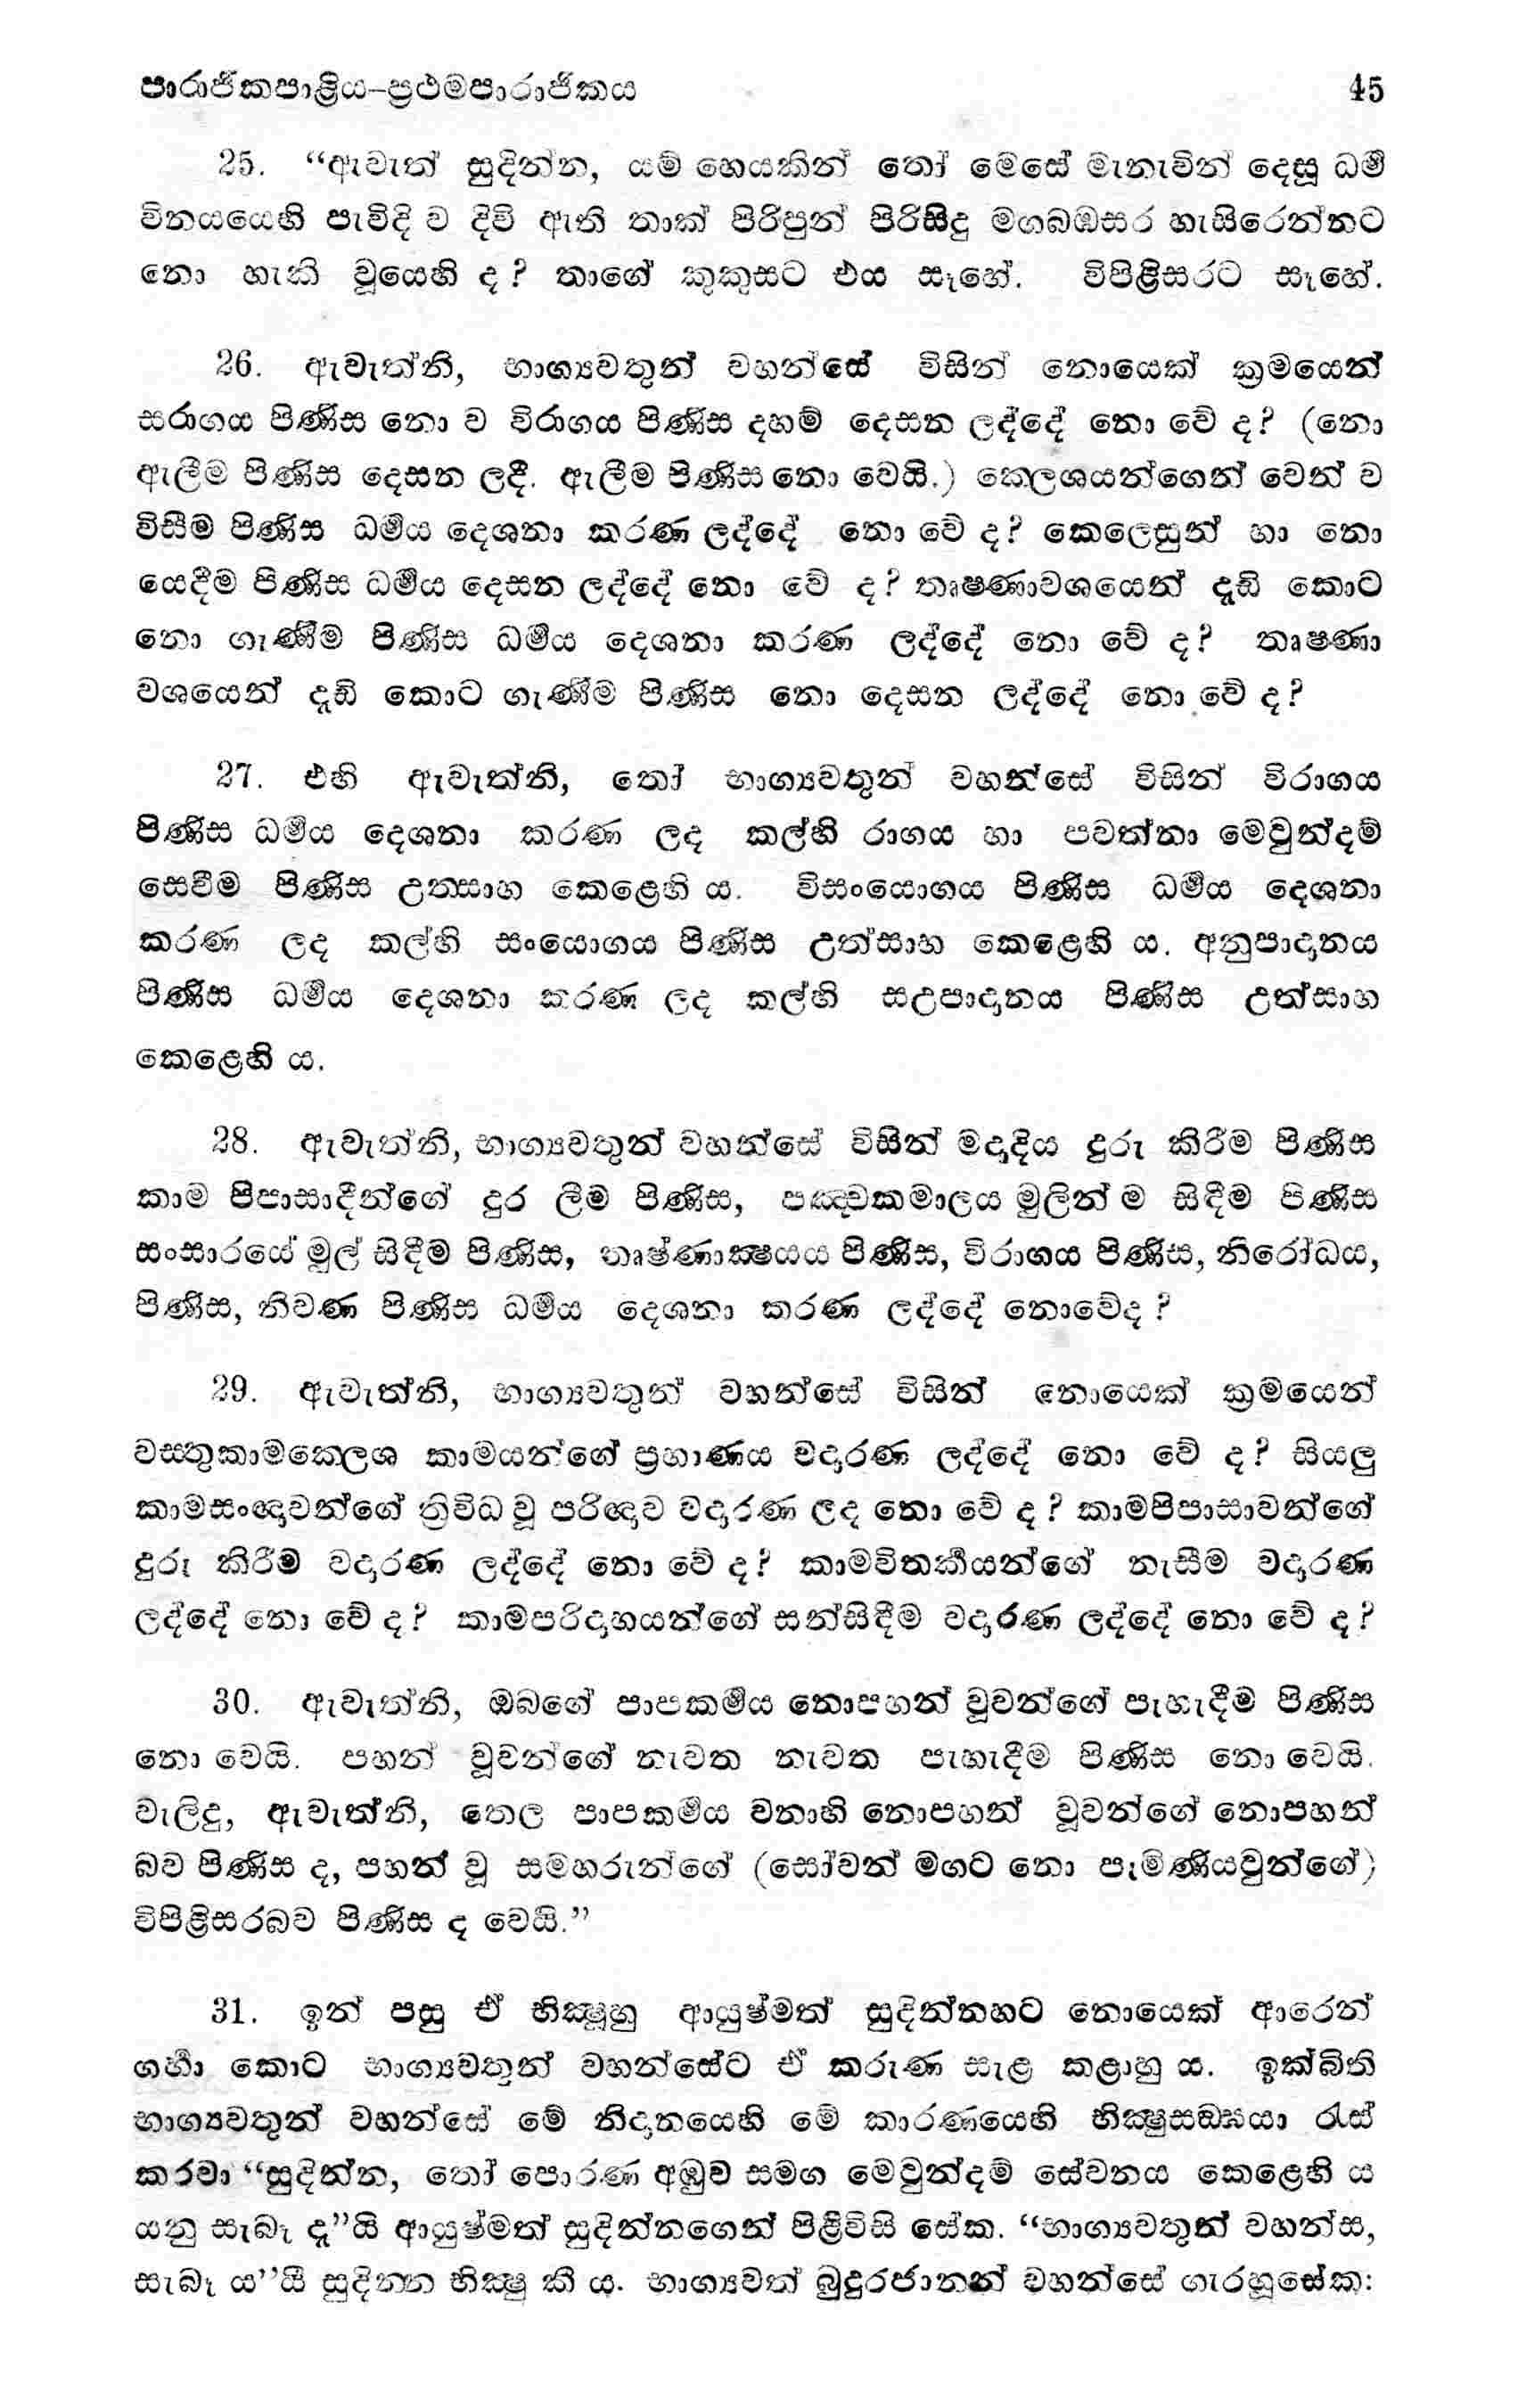 පාරාජිකපාළිය–ප්‍රථමපාරාජිකය 45
25. “ඇවැත් සුදින්න, යම් හෙයකින් තෝ මෙසේ මැනැවින් දෙසූ ධර්ම
විනයයෙහි පැවිදි ව දිවි ඇති තාක් පිරිපුන් පිරිසිදු මගබඹසර හැසිරෙන්නට
නො හැකි වූයෙහි ද? තාගේ කුකුසට එය සෑහේ. විපිළිසරට සෑහේ.
26. ඇවැත්නි, භාග්‍යවතුන් වහන්සේ විසින් නොයෙක් ක්‍රමයෙන්
සරාගය පිණිස නො ව විරාගය පිණිස දහම් දෙසන ලද්දේ නො වේ ද? (නො
ඇලීම පිණිස දෙසන ලදී. ඇලීම පිණිස නො වෙයි.) ක්ලෙශයන්ගෙන් වෙන් ව
විසීම පිණිස ධර්මය දෙශනා කරණ ලද්දේ නො වේ ද? කෙලෙසුන් හා නො
යෙදීම පිණිස ධර්මය දෙසන ලද්දේ නො වේ ද? තෘෂණාවශයෙන් දැඩි කොට
නො ගැණීම පිණිස ධර්මය දෙශනා කරණ ලද්දේ නො වේ ද? තෘෂණා
වශයෙන් දැඩි කොට ගැණීම පිණිස නො දෙසන ලද්දේ නො වේ ද?
27. එහි ඇවැත්නි, තෝ භාග්‍යවතුන් වහන්සේ විසින් විරාගය
පිණිස ධර්මය දෙශනා කරණ ලද කල්හි රාගය හා පවත්නා මෙවුන්දම්
සෙවීම පිණිස උත්සාහ කෙළෙහි ය. විසංයොගය පිණිස ධර්මය දෙශනා
කරණ ලද කල්හි සංයොගය පිණිස උත්සාහ කෙළෙහි ය. අනුපාදානය
පිණිස ධර්මය දෙශනා කරණ ලද කල්හි සඋපාදානය පිණිස උත්සාහ
කෙළෙහි ය.
28. ඇවැත්නි, භාග්‍යවතුන් වහන්සේ විසින් මදාදිය දුරු කිරීම පිණිස
කාම පිපාසාදීන්ගේ දුර ලීම පිණිස, පඤ්චකමාලය මුලින් ම සිඳීම පිණිස
සංසාරයේ මුල් සිඳීම පිණිස, තෘෂ්ණාක්‍ෂයය පිණිස, විරාගය පිණිස, නිරෝධය,
පිණිස, නිවණ පිණිස ධර්මය දෙශනා කරණ ලද්දේ නොවේද?
29. ඇවැත්නි, භාග්‍යවතුන් වහන්සේ විසින් නොයෙක් ක්‍රමයෙන්
වස්තුකාමක්ලෙශ කාමයන්ගේ ප්‍රහාණය වදාරණ ලද්දේ නො වේ ද? සියලු
කාමසංඥාවන්ගේ ත්‍රිවිධ වූ පරිඥාව වදාරණ ලද නො වේ ද? කාමපිපාසාවන්ගේ
දුරු කිරීම වදාරණ ලද්දේ නො වේ ද? කාමවිතර්කයන්ගේ නැසීම වදාරණ
ලද්දේ නො වේ ද? කාමපරිදාහයන්ගේ සන්සිඳීම වදාරණ ලද්දේ නො වේ ද?
30. ඇවැත්නි, ඔබගේ පාපකර්මය නොපහන් වූවන්ගේ පැහැදීම පිණිස
නො වෙයි. පහන් වූවන්ගේ නැවත නැවත පැහැදීම පිණිස නො වෙයි.
වැලිදු, ඇවැත්නි, තෙල පාපකර්මය වනාහි නොපහන් වූවන්ගේ නොපහන්
බව පිණිස ද, පහන් වූ සමහරුන්ගේ (සෝවන් මගට නො පැමිණියවුන්ගේ)
විපිළිසරබව පිණිස ද වෙයි.”
31. ඉන් පසු ඒ භික්‍ෂූහු ආයුෂ්මත් සුදින්නහට නොයෙක් ආරෙන්
ගර්හා කොට භාග්‍යවතුන් වහන්සේට ඒ කරුණ සැළ කළාහු ය. ඉක්බිති
භාග්‍යවතුන් වහන්සේ මේ නිදානයෙහි මේ කාරණයෙහි භික්‍ෂුසඞ්ඝයා රැස්
කරවා “සුදින්න, තෝ පොරණ අඹුව සමග මෙවුන්දම් සේවනය කෙළෙහි ය
යනු සැබෑ දැ”යි ආයුෂ්මත් සුදින්නගෙන් පිළිවිසි සේක. “භාග්‍යවතුන් වහන්ස,
සැබෑ ය”යී සුදින්න භික්‍ෂු කී ය. භාග්‍යවත් බුදුරජානන් වහන්සේ ගැරහූසේක: